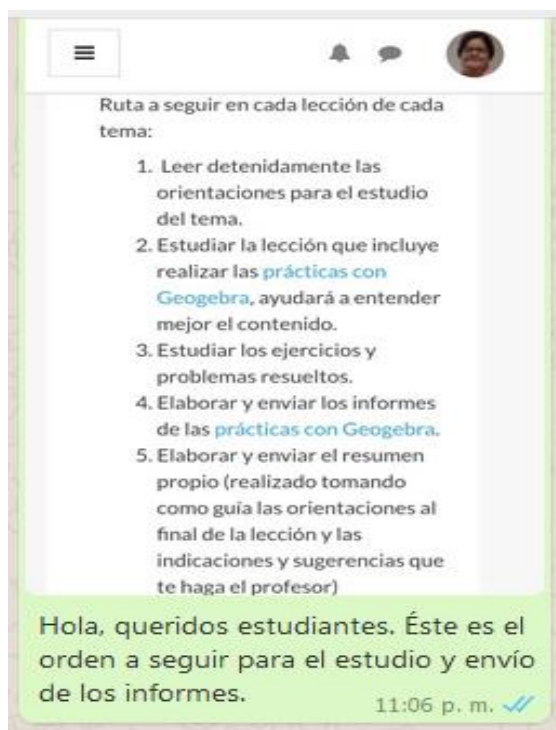 Ruta a seguir en cada lección de cada
tema:
1. Leer detenidamente las
orientaciones para el estudio
del tema.
2. Estudiar la lección que incluye
realizar las prácticas con
Geogebra, ayudará a entender
mejor el contenido.
3. Estudiar los ejercicios y
problemas resueltos.
4. Elaborar y enviar los informes
de las prácticas con Geogebra.
5. Elaborar y enviar el resumen
propio (realizado tomando
como guía las orientaciones al
final de la lección y las
indicaciones y sugerencias que
te haga el profesor)
Hola, queridos estudiantes. Éste es el
orden a seguir para el estudio y envío
de los informes.
11:06 p. m.